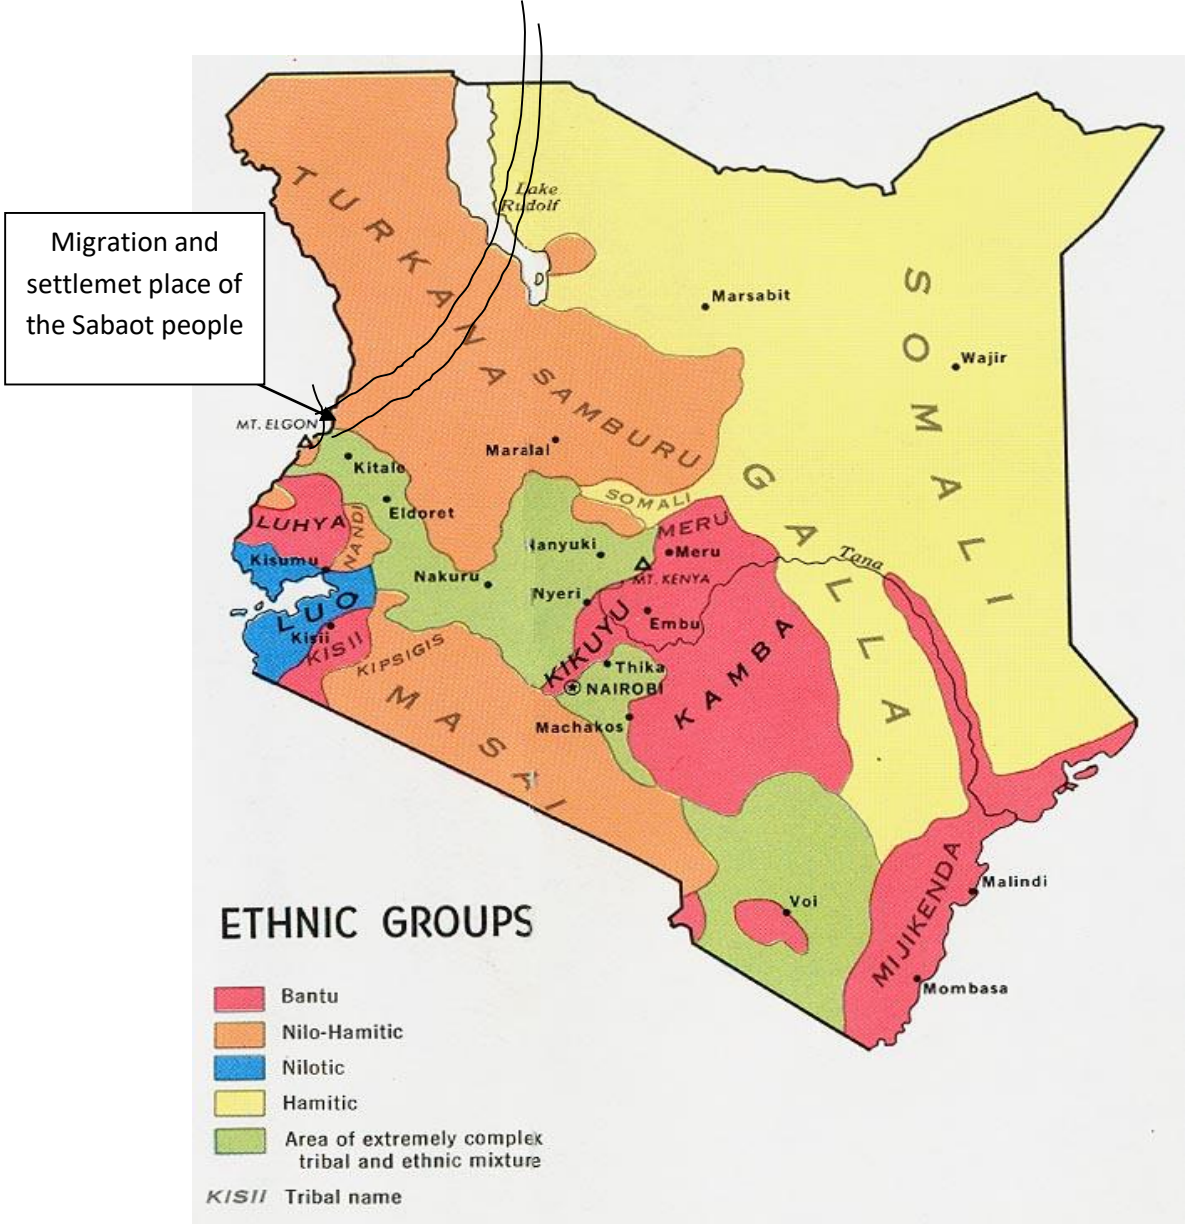 Migration and
settlemet place of
the Sabaot people
TURKANA
Lake
Rudolf
SOMALI
Marsabit
Wajir
SAMBURU
MT. ELGON
Maralal
Kitale
GALLA
SOMALI
Eldoret
LUHYA
NANDI
MERU
Nanyuki
Meru
Tana
Kisumu
Nakuru
MT. KENYA
Nyeri
LUO
Embu
Kisii
KISII
KIPSIGIS
KIKUYU
Thika
KAMBA
NAIROBI
MASAI
Machakos
Voi
Malindi
MIJIKENDA
Mombasa
ETHNIC GROUPS
Bantu
Nilo-Hamitic
Nilotic
Hamitic
Area of extremely complex
tribal and ethnic mixture
KISII Tribal name